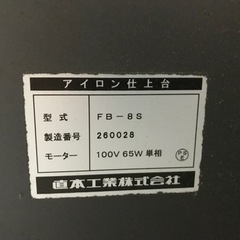 アイロン仕上台
型式 FB-8S
製造番号 260028
モーター 100V 65W 単相
直本工業株式会社